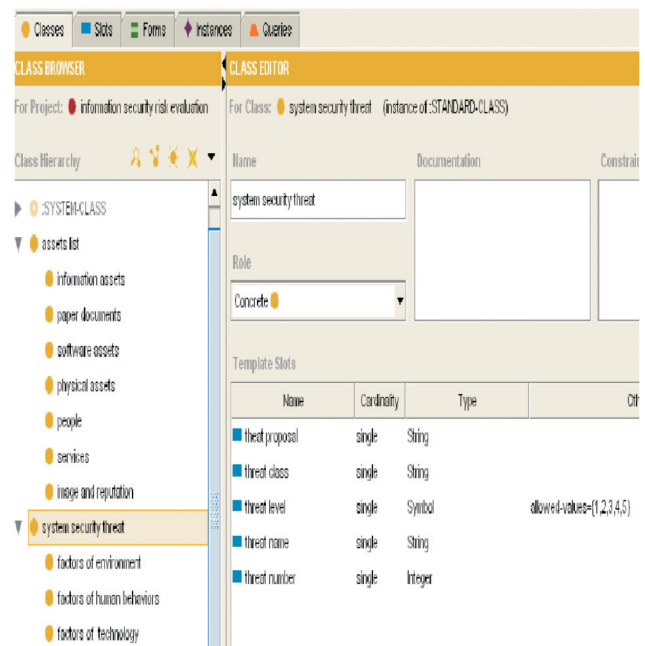 Classes Slots Forms Instances Queries
CLASS BROWSER
For Project: information security risk evaluation
Class Hierarchy
:SYSTEM-CLASS
assets list
information assets
paper documents
software assets
physical assets
people
services
image and reputation
system security threat
factors of environment
factors of human behaviors
factors of technology
CLASS EDITOR
For Class: system security threat (instance of :STANDARD-CLASS)
Name Documentation Constrain
system security threat
Role
Concrete
Template Slots
Name Cardinality Type Oth
theat proposal single String
threat class single String
threat level single Symbol allowed-values={1,2,3,4,5}
threat name single String
threat number single Integer